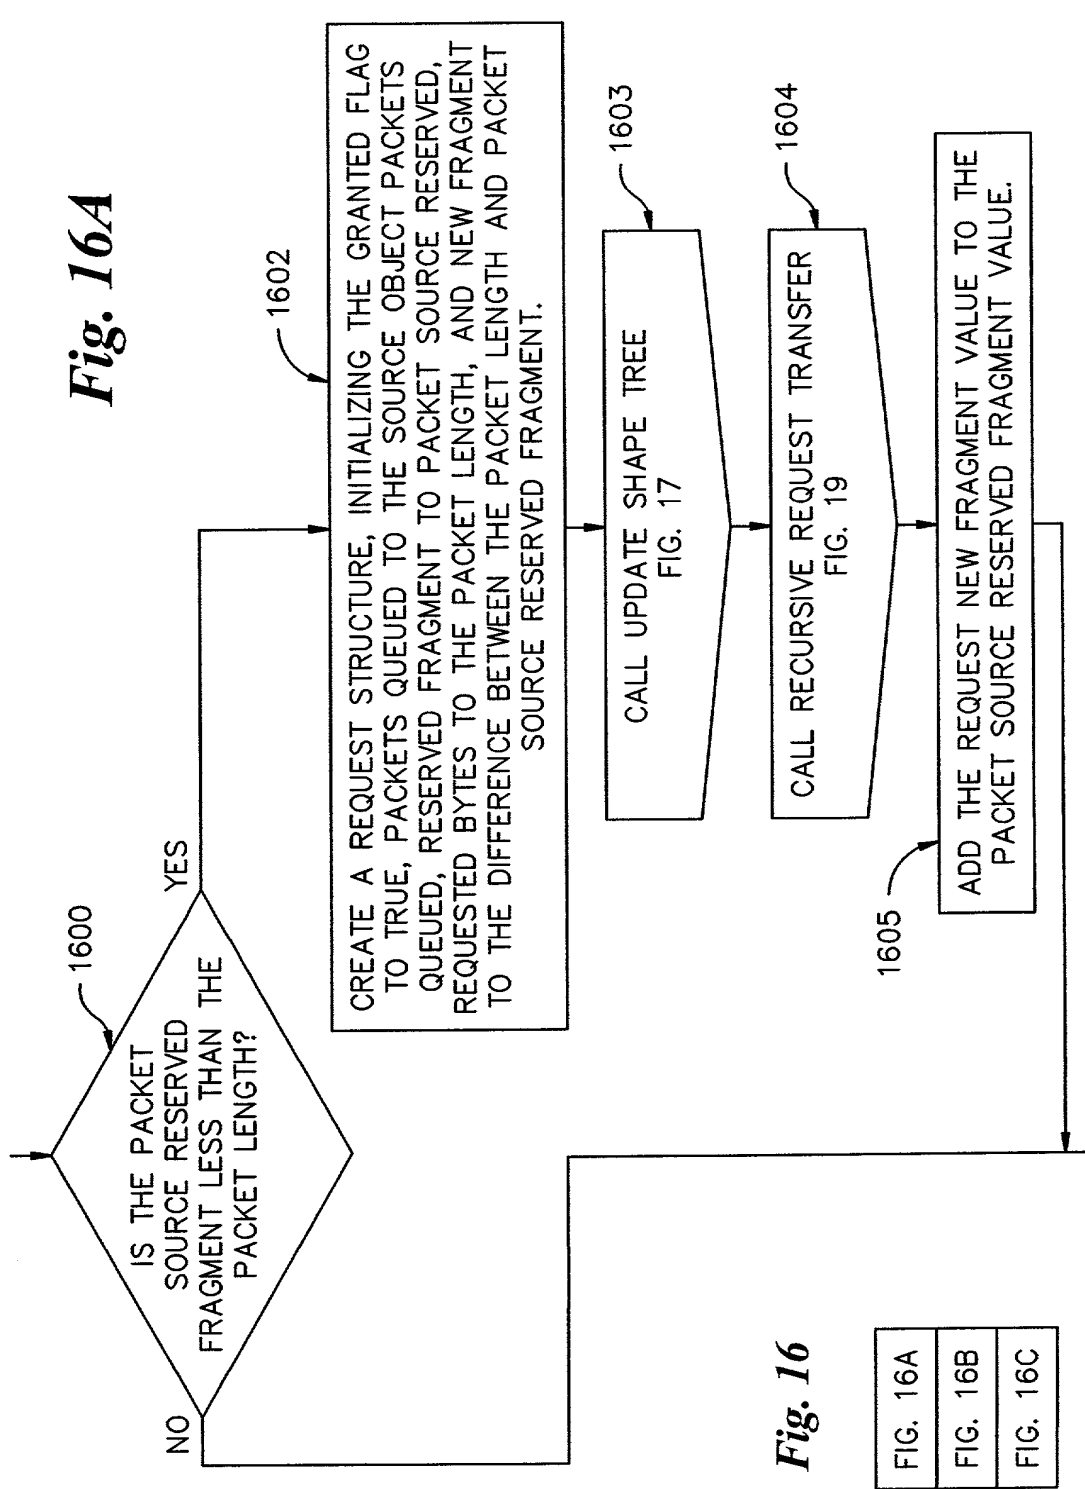 Fig. 16A
1600
IS THE PACKET
SOURCE RESERVED
FRAGMENT LESS THAN THE
PACKET LENGTH?
YES
NO
1602
CREATE A REQUEST STRUCTURE, INITIALIZING THE GRANTED FLAG
TO TRUE, PACKETS QUEUED TO THE SOURCE OBJECT PACKETS
QUEUED, RESERVED FRAGMENT TO PACKET SOURCE RESERVED,
REQUESTED BYTES TO THE PACKET LENGTH, AND NEW FRAGMENT
TO THE DIFFERENCE BETWEEN THE PACKET LENGTH AND PACKET
SOURCE RESERVED FRAGMENT.
1603
CALL UPDATE SHAPE TREE
FIG. 17
1604
CALL RECURSIVE REQUEST TRANSFER
FIG. 19
1605
ADD THE REQUEST NEW FRAGMENT VALUE TO THE
PACKET SOURCE RESERVED FRAGMENT VALUE.
Fig. 16
FIG. 16A
FIG. 16B
FIG. 16C